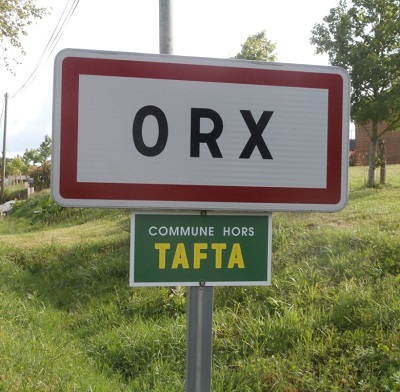 ORX
COMMUNE HORS
TAFTA